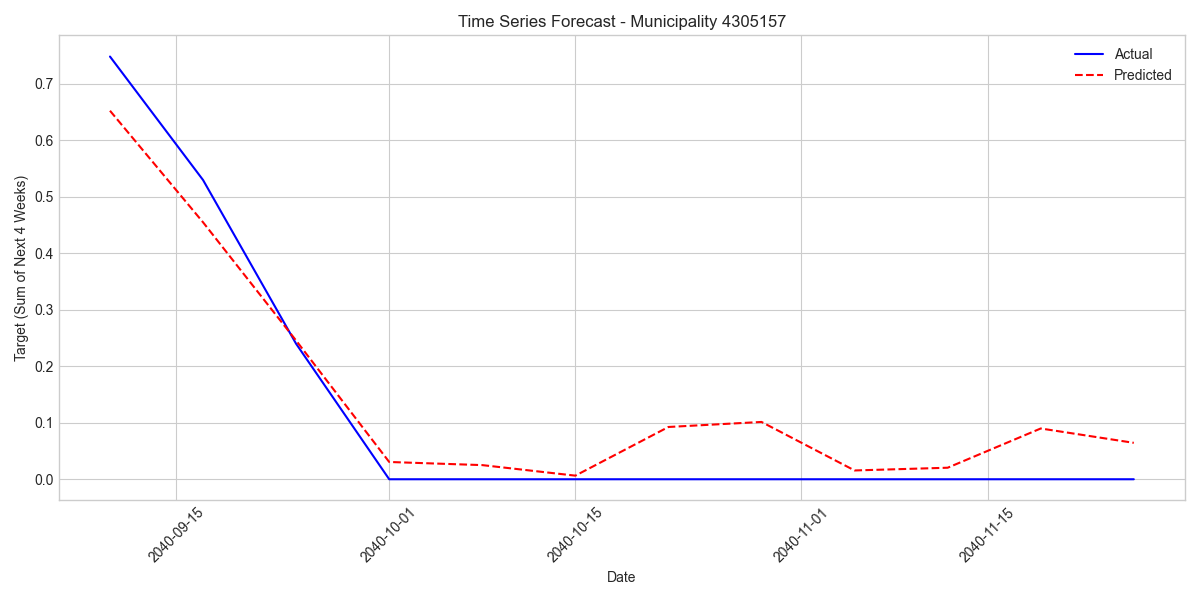 Time Series Forecast - Municipality 4305157
Actual
Predicted
Target (Sum of Next 4 Weeks)
0.7
0.6
0.5
0.4
0.3
0.2
0.1
0.0
2040-09-15
2040-10-01
2040-10-15
2040-11-01
2040-11-15
Date